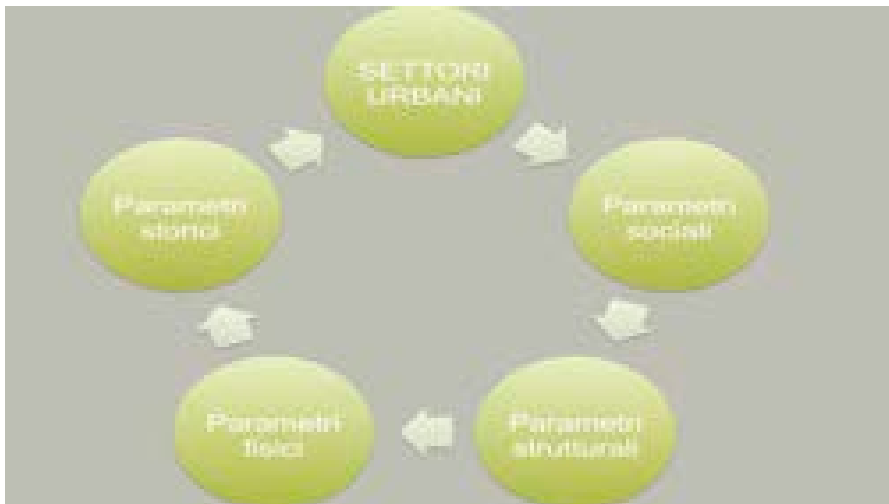 SETTORI
URBANI
Parametri
sociali
Parametri
strutturali
Parametri
fisici
Parametri
storici